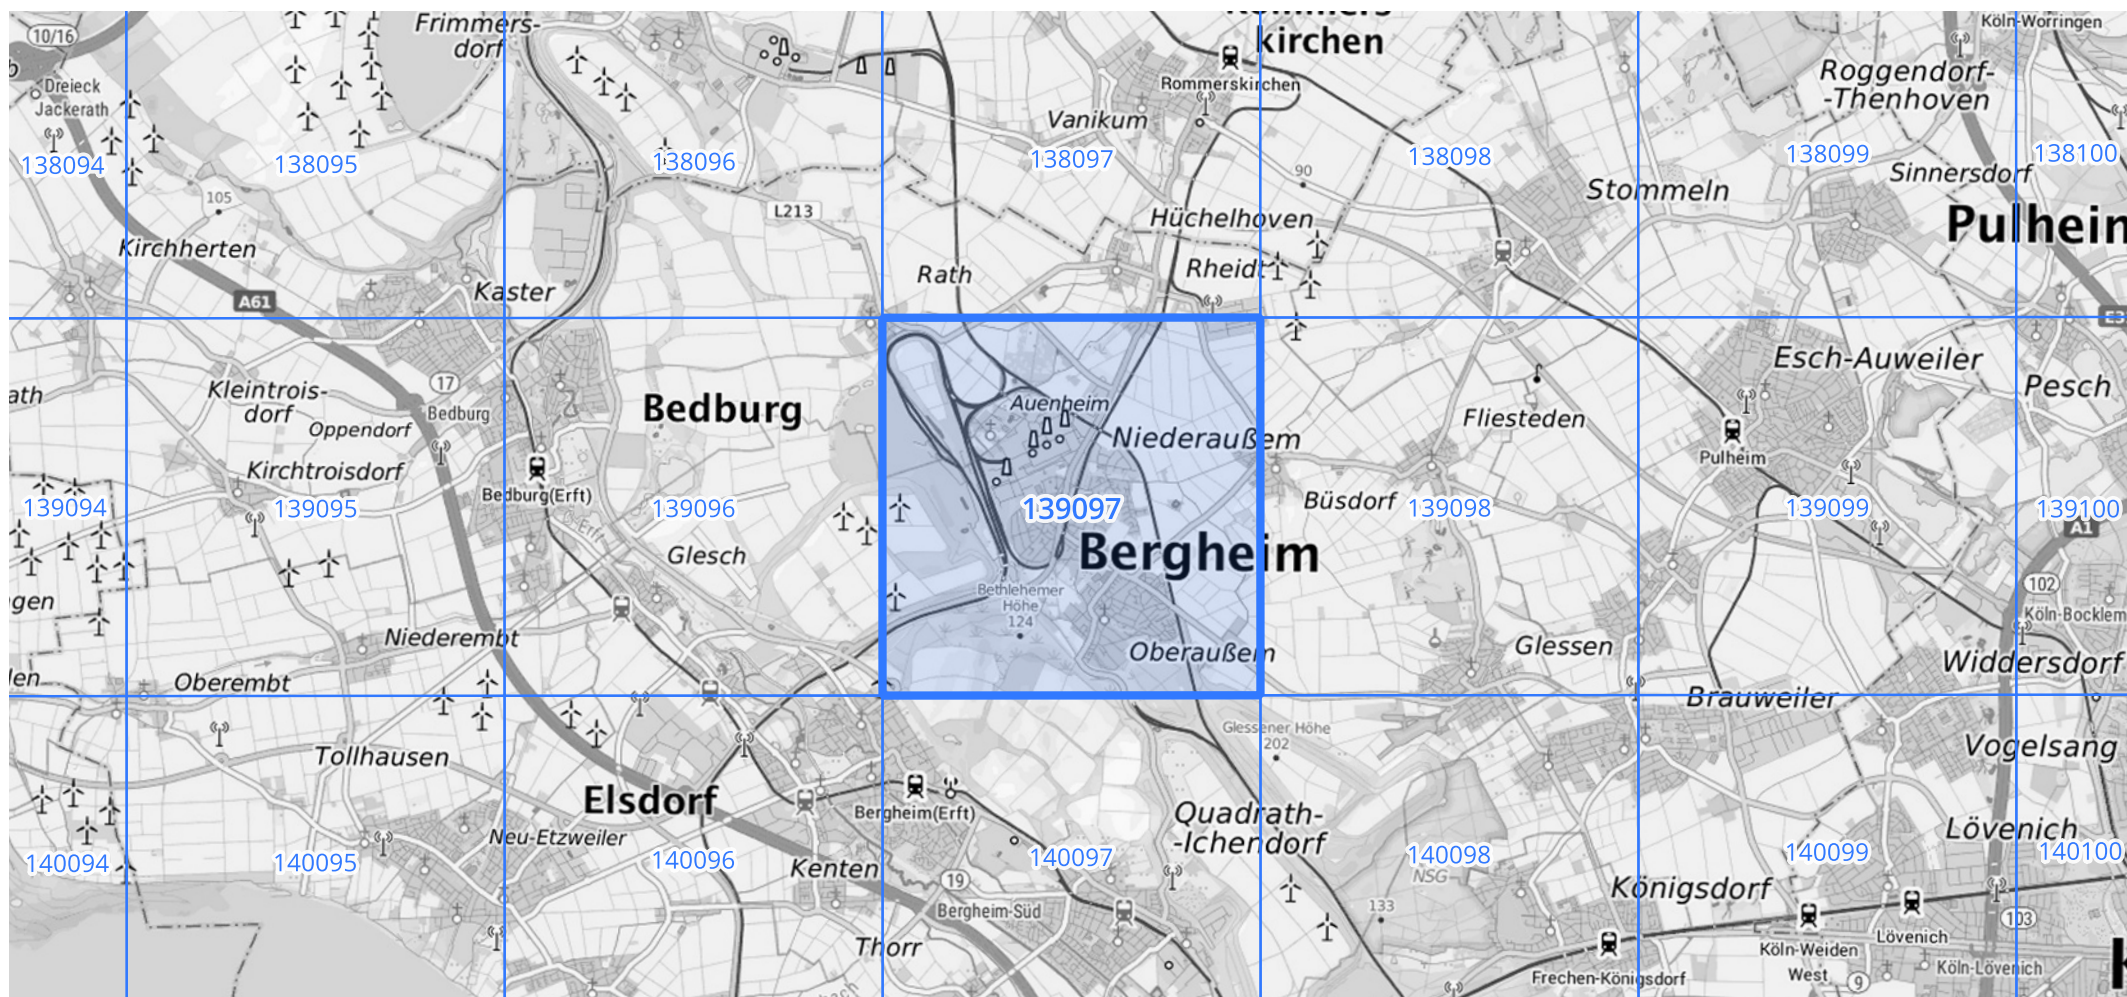 10/16
Frimmers-
dorf
kirchen
Köln-Worringen
Dreieck
Jackerath
Rommerskirchen
Roggendorf-
-Thenhoven
Vanikum
138094
138095
138096
138097
138098
138099
138100
90
Sinnersdorf
105
L213
Stommeln
Hüchelhoven
Pulhein
Kirchherten
Rath
Rheidt
Kaster
A61
Kleintrois-
dorf
17
Bedburg
Bedburg
Oppendorf
Auenheim
Niederaußem
Fliesteden
Esch-Auweiler
Pesch
ath
Kirchtroisdorf
Bedburg(Erft)
Pulheim
Büsdorf
139094
139095
139096
139097
139098
139099
139100
A1
Erft
Glesch
Bergheim
Bethlehemer
Höhe
124
gen
102
Köln-Bocklem
Niederembt
Oberaußem
Glessen
Widdersdorf
len
Oberembt
Brauweiler
Glessener Höhe
202
Tollhausen
Vogelsang
Elsdorf
Bergheim(Erft)
Quadrath-
-Ichendorf
Neu-Etzweiler
Lövenich
140094
140095
140096
140097
140098
140099
140100
NSG
Kenten
19
Bergheim-Süd
133
Königsdorf
103
Thorr
Lövenich
Köln-Weiden
West
Frechen-Königsdorf
9
Köln-Lövenich